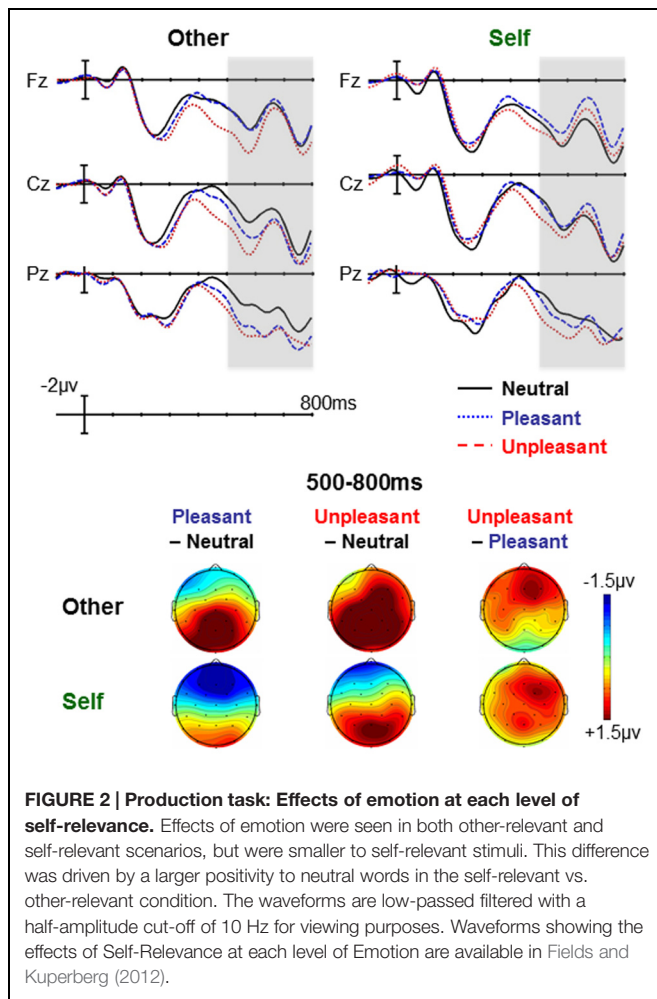 Other Self
Fz Fz
Cz Cz
Pz Pz
-2μv
800ms
Neutral
Pleasant
Unpleasant
500-800ms
Pleasant Unpleasant Unpleasant
– Neutral – Neutral – Pleasant
-1.5μv
Other
Self
+1.5μv
FIGURE 2 | Production task: Effects of emotion at each level of
self-relevance. Effects of emotion were seen in both other-relevant and
self-relevant scenarios, but were smaller to self-relevant stimuli. This difference
was driven by a larger positivity to neutral words in the self-relevant vs.
other-relevant condition. The waveforms are low-passed filtered with a
half-amplitude cut-off of 10 Hz for viewing purposes. Waveforms showing the
effects of Self-Relevance at each level of Emotion are available in Fields and
Kuperberg (2012).